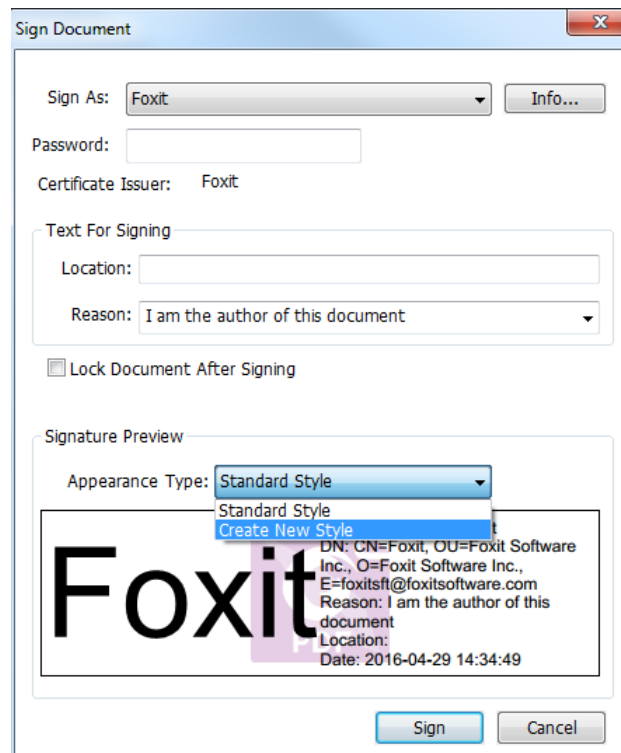 Sign Document
Sign As: Foxit Info...
Password:
Certificate Issuer: Foxit
Text For Signing
Location:
Reason: I am the author of this document
Lock Document After Signing
Signature Preview
Appearance Type: Standard Style
Standard Style
Create New Style
Foxit
DN: CN=Foxit, OU=Foxit Software
Inc., O=Foxit Software Inc.,
E=foxitsft@foxitsoftware.com
Reason: I am the author of this
document
Location:
Date: 2016-04-29 14:34:49
PDF
Sign Cancel